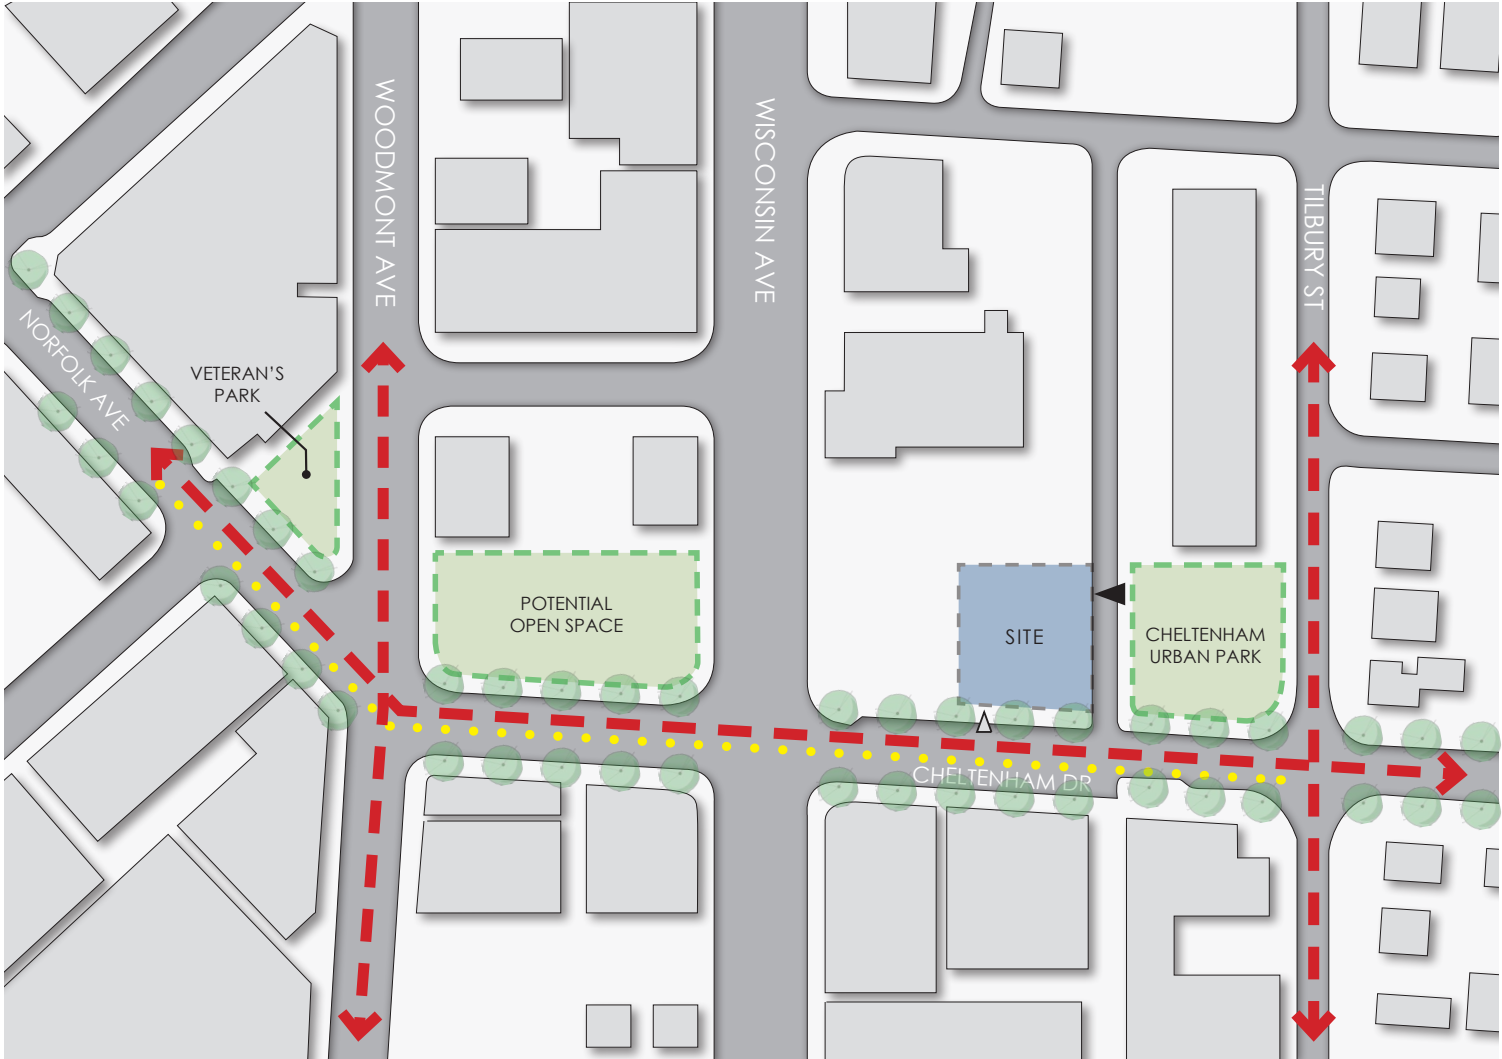 WOODMONT AVE
WISCONSIN AVE
TILBURY ST
NORFOLK AVE
VETERAN'S
PARK
POTENTIAL
OPEN SPACE
SITE
CHELTENHAM
URBAN PARK
CHELTENHAM DR